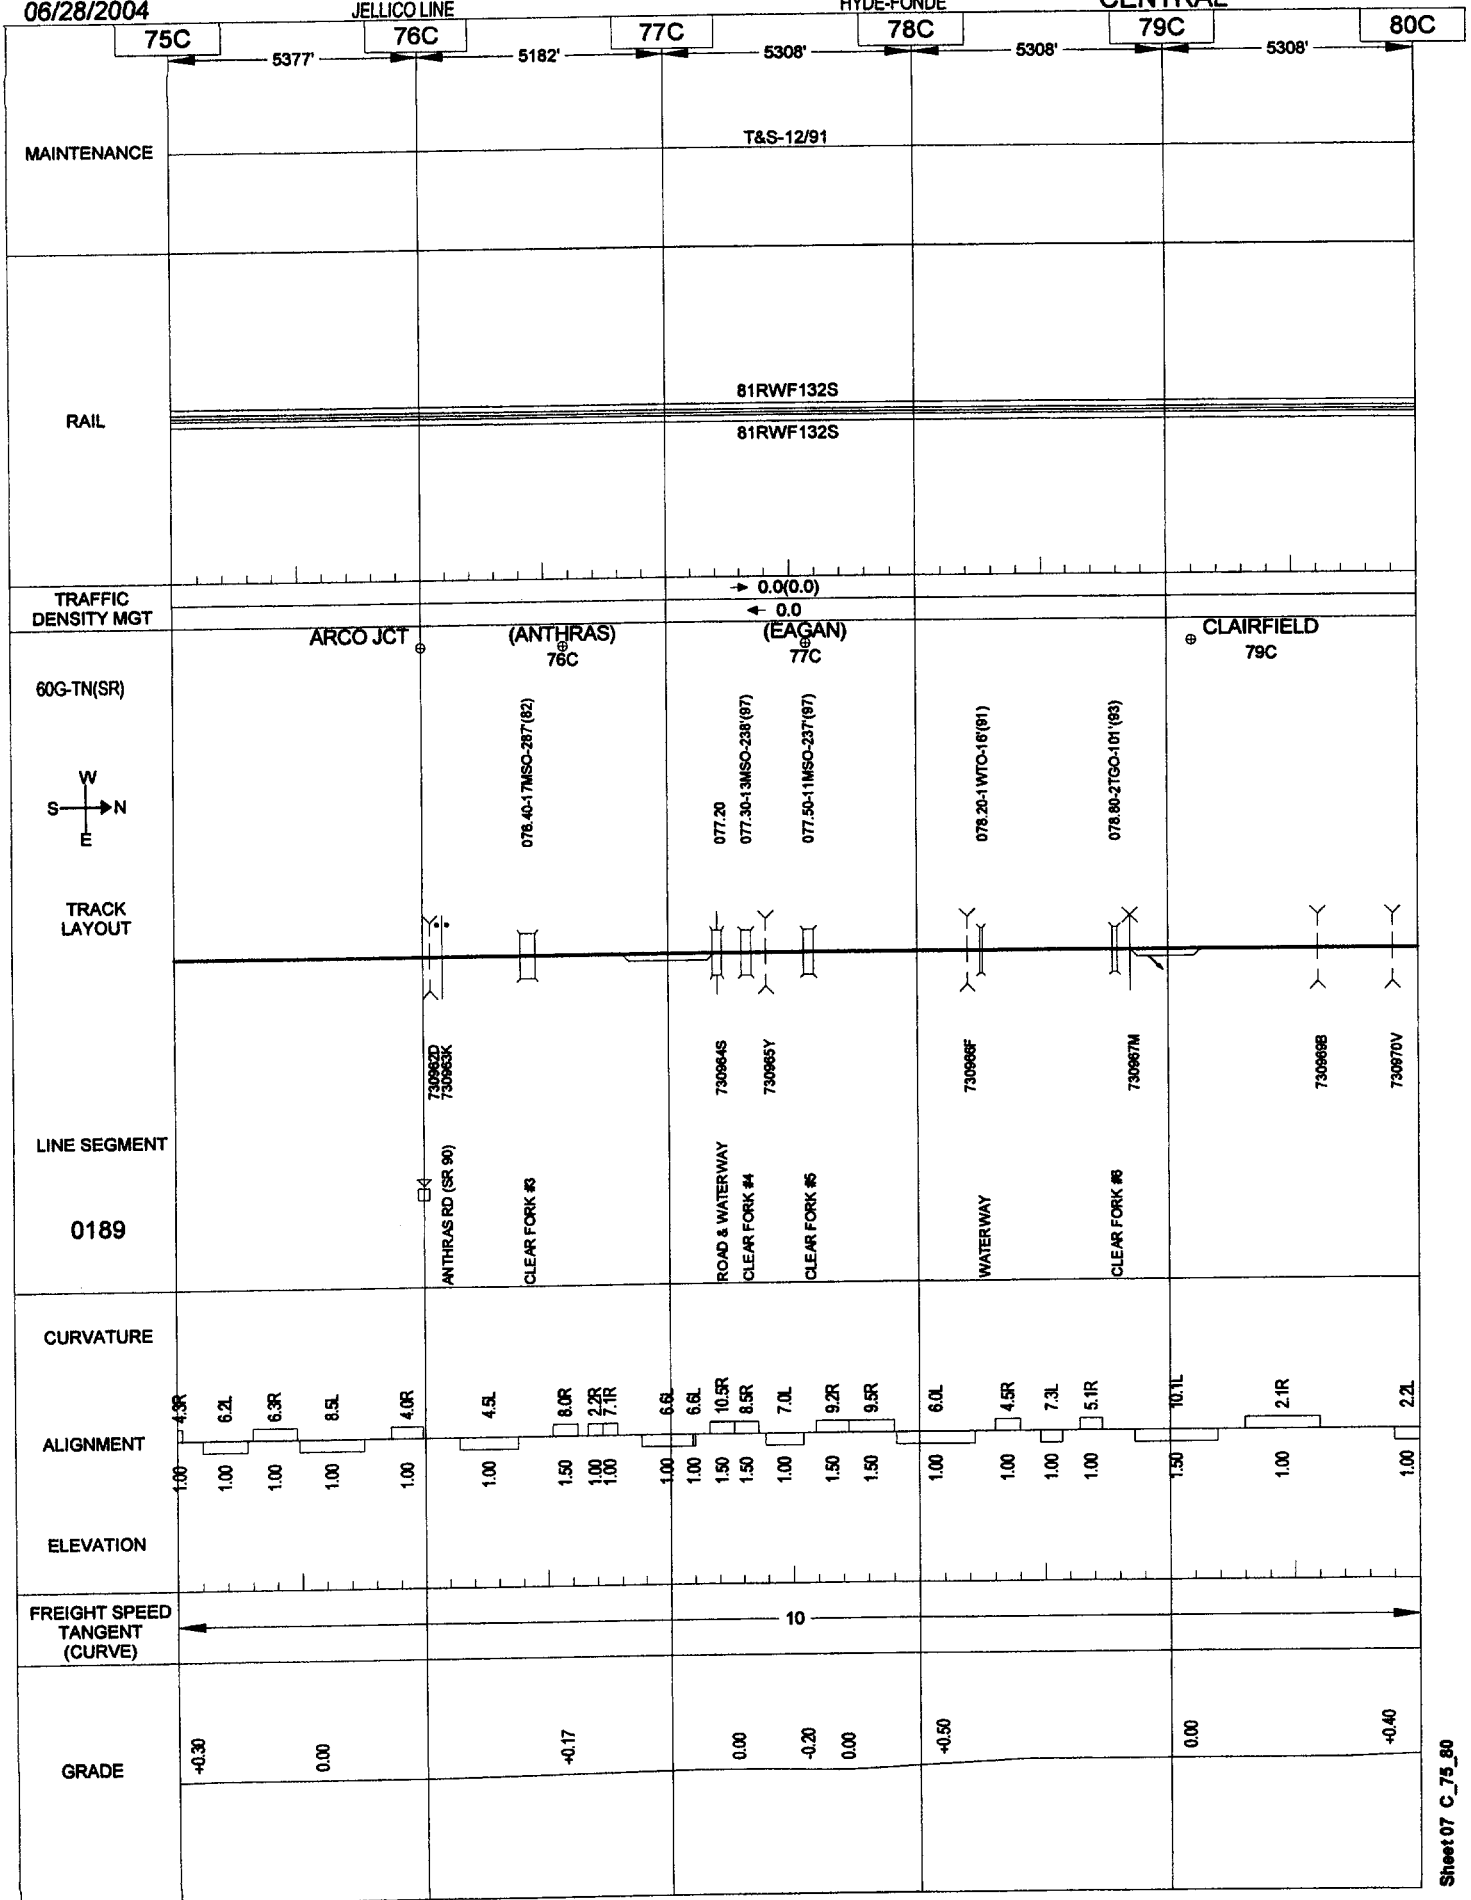 06/28/2004
JELLICO LINE
HYDE-FONDE
CENTRAL
75C
76C
77C
78C
79C
80C
5377'
5182'
5308'
5308'
5308'
MAINTENANCE
T&S-12/91
RAIL
81RWF132S
81RWF132S
TRAFFIC
DENSITY MGT
0.0(0.0)
0.0
ARCO JCT
(ANTHRAS)
76C
(EAGAN)
77C
CLAIRFIELD
79C
60G-TN(SR)
W
S N
E
076.40-17MSO-287'(82)
077.20
077.30-13MSO-238'(97)
077.50-11MSO-237'(97)
078.20-1WTO-16'(91)
078.80-2TGO-101'(93)
TRACK
LAYOUT
730962D
730963K
730964S
730965Y
730966F
730967M
730969B
730970V
LINE SEGMENT
0189
ANTHRAS RD (SR 90)
CLEAR FORK #3
ROAD & WATERWAY
CLEAR FORK #4
CLEAR FORK #5
WATERWAY
CLEAR FORK #6
CURVATURE
4.3R
6.2L
6.3R
8.5L
4.0R
4.5L
8.0R
2.2R
7.1R
6.6L
6.6L
10.5R
8.5R
7.0L
9.2R
9.5R
6.0L
4.5R
7.3L
5.1R
10.1L
2.1R
2.2L
ALIGNMENT
1.00
1.00
1.00
1.00
1.00
1.00
1.50
1.00
1.00
1.00
1.00
1.50
1.50
1.00
1.50
1.50
1.00
1.00
1.00
1.00
1.50
1.00
1.00
ELEVATION
FREIGHT SPEED
TANGENT
(CURVE)
10
GRADE
+0.30
0.00
+0.17
0.00
-0.20
0.00
+0.50
0.00
+0.40
Sheet 07 C_75_80